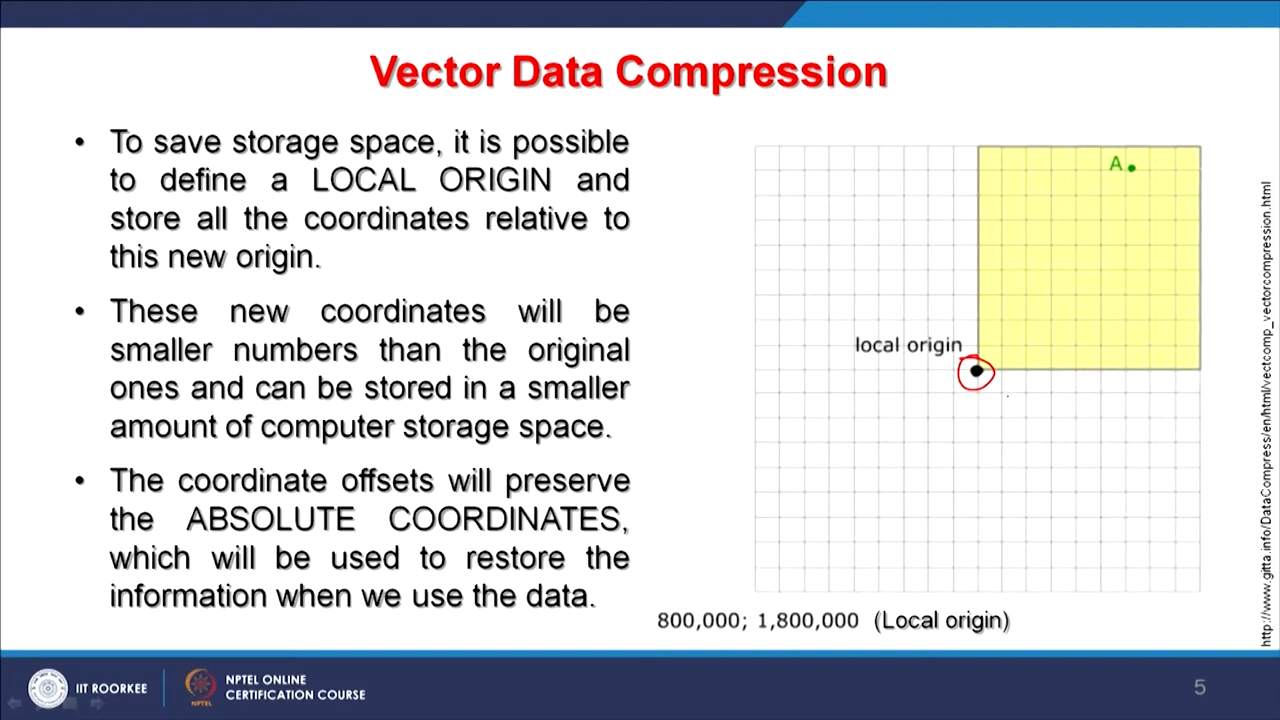 Vector Data Compression
• To save storage space, it is possible
to define a LOCAL ORIGIN and
store all the coordinates relative to
this new origin.
• These new coordinates will be
smaller numbers than the original
ones and can be stored in a smaller
amount of computer storage space.
• The coordinate offsets will preserve
the ABSOLUTE COORDINATES,
which will be used to restore the
information when we use the data.
A
local origin
800,000; 1,800,000 (Local origin)
http://www.gitta.info/DataCompress/en/html/vectcomp_vectorcompression.html
IIT ROORKEE
NPTEL
NPTEL ONLINE
CERTIFICATION COURSE
5